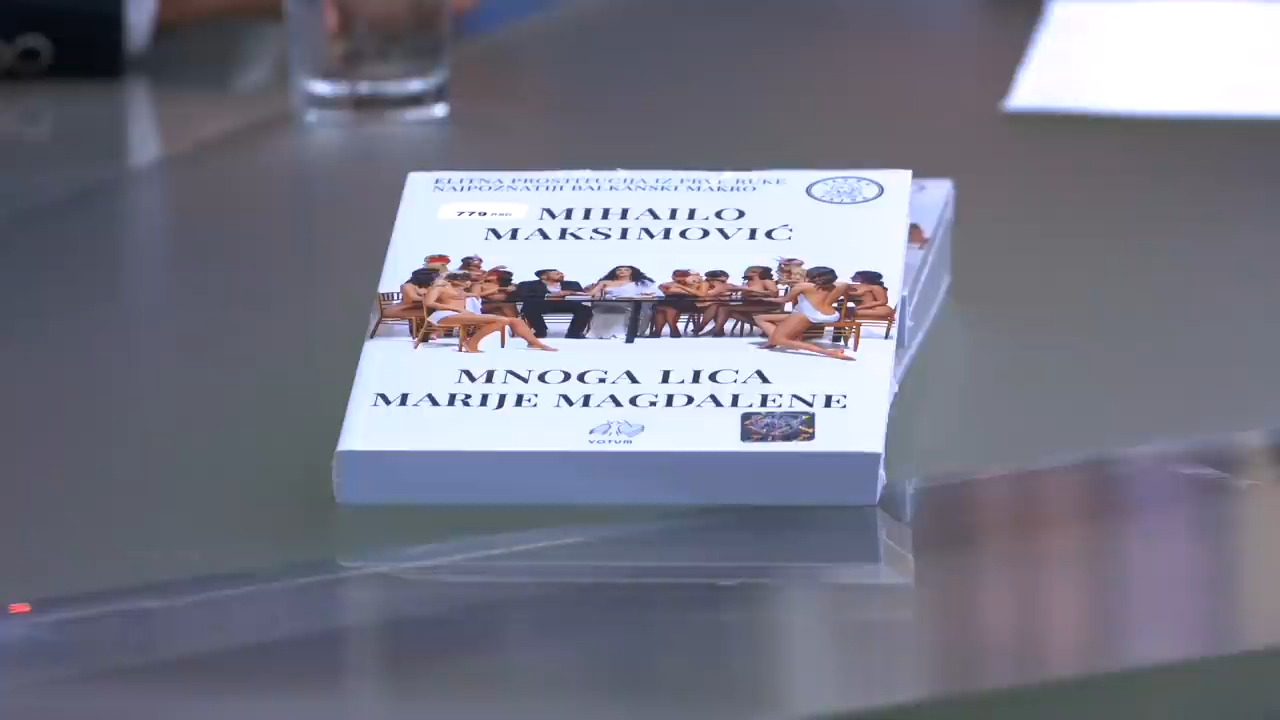 ELITNA PROSTITUCIJA IZ PRVE RUKE
NAJPOZNATIJI BALKANSKI MAKRO
779 RSD
MIHAILO
MAKSIMOVIĆ
MNOGA LICA
MARIJE MAGDALENE
VOTUM